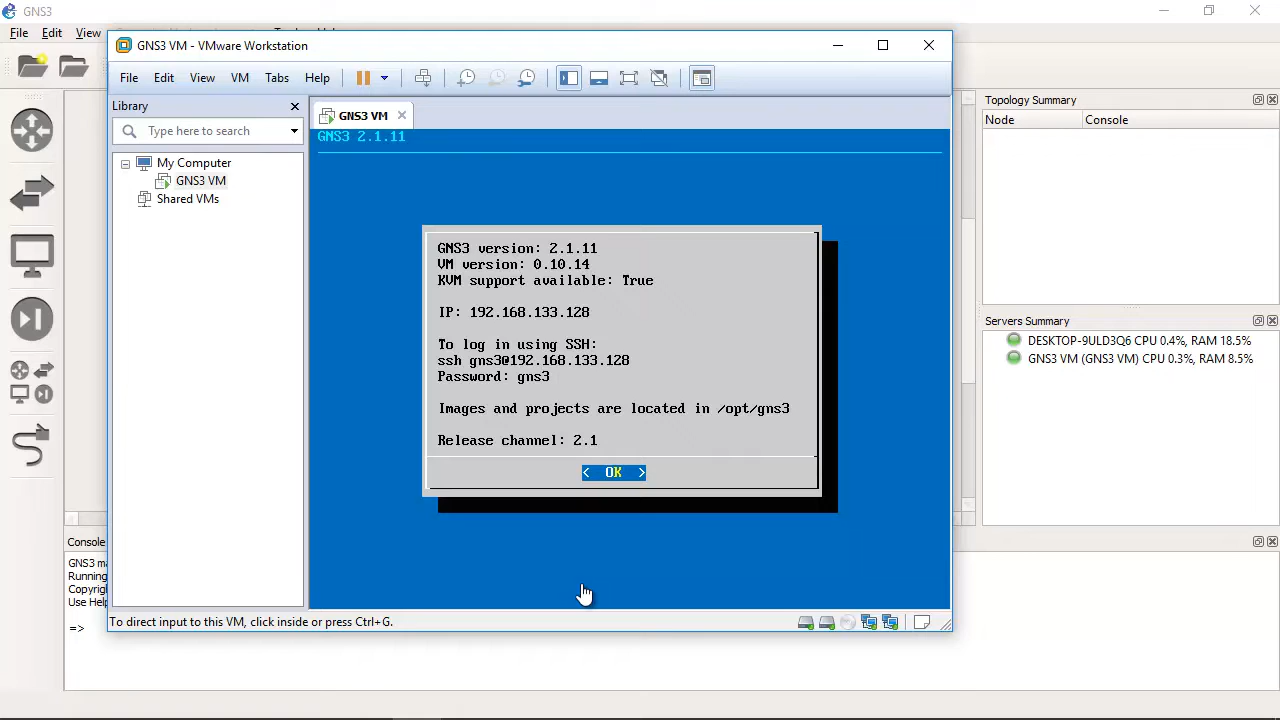 GNS3
File Edit View
GNS3 VM - VMware Workstation
File Edit View VM Tabs Help
Library
Type here to search
My Computer
GNS3 VM
Shared VMs
GNS3 VM
GNS3 2.1.11
GNS3 version: 2.1.11
VM version: 0.10.14
KVM support available: True
IP: 192.168.133.128
To log in using SSH:
ssh gns3@192.168.133.128
Password: gns3
Images and projects are located in /opt/gns3
Release channel: 2.1
< OK >
To direct input to this VM, click inside or press Ctrl+G.
Topology Summary
Node Console
Servers Summary
DESKTOP-9ULD3Q6 CPU 0.4%, RAM 18.5%
GNS3 VM (GNS3 VM) CPU 0.3%, RAM 8.5%
Console
GNS3 ma
Running
Copyrig
Use Help
=>